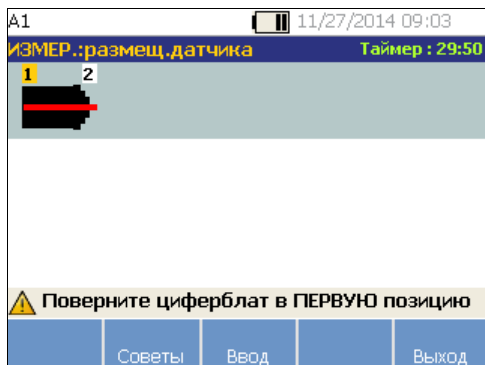 A1 11/27/2014 09:03
ИЗМЕР.:размещ.датчика Таймер : 29:50
1 2
Поверните циферблат в ПЕРВУЮ позицию
Советы Ввод Выход